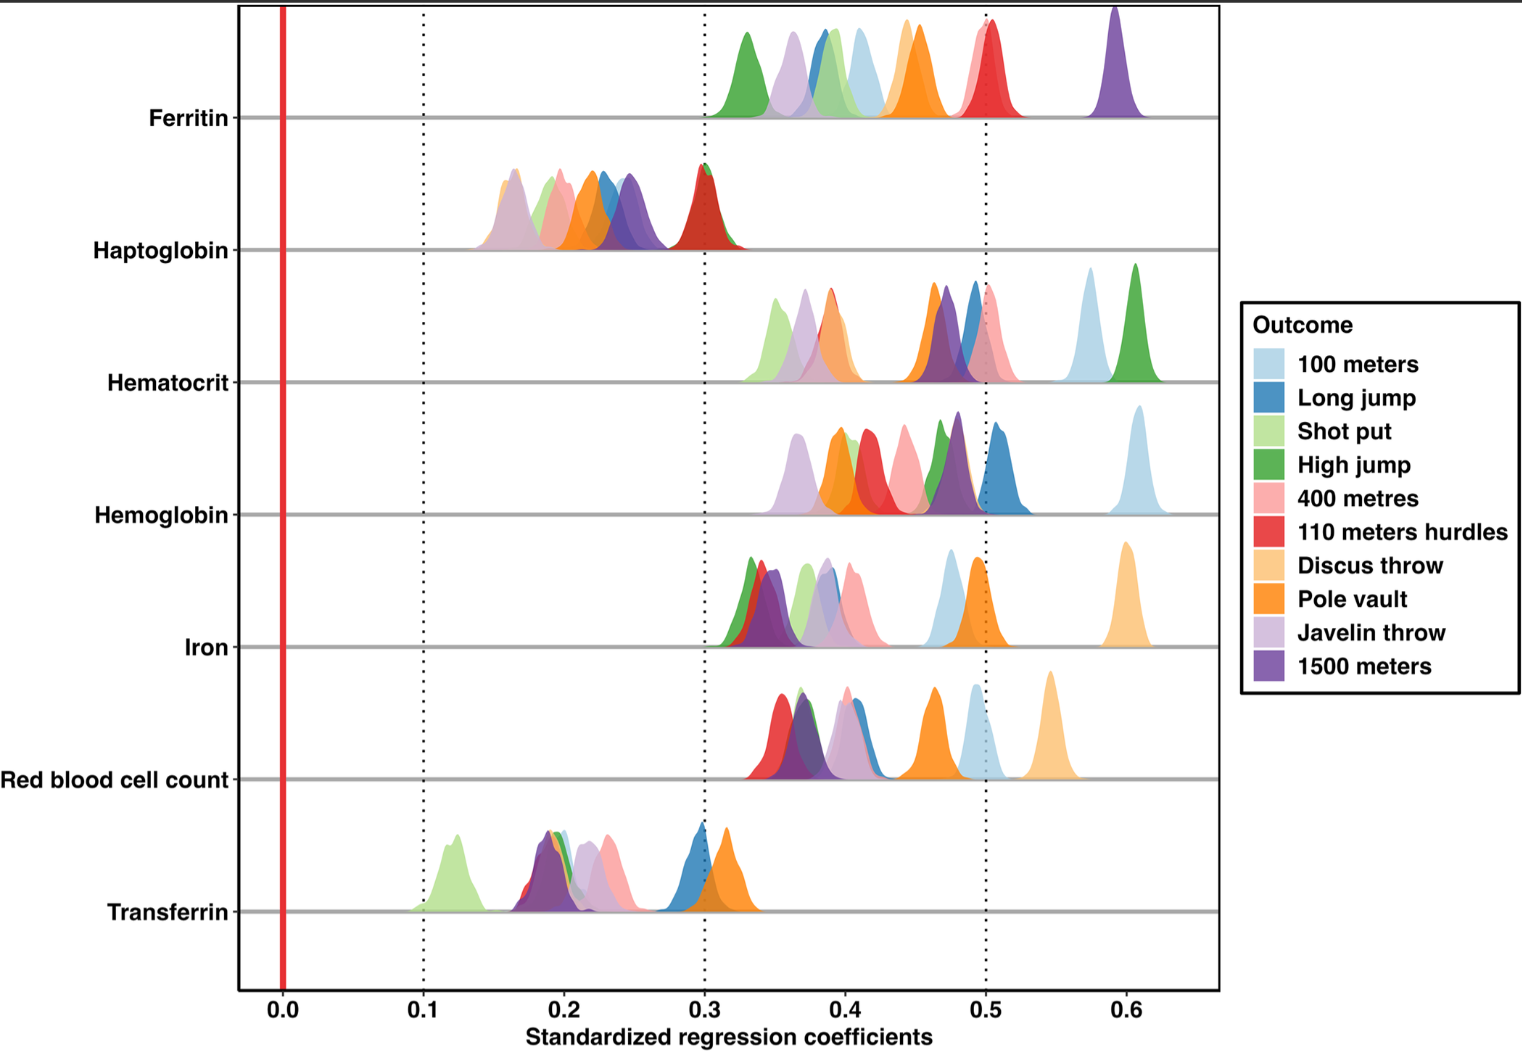 Ferritin
Haptoglobin
Hematocrit
Hemoglobin
Iron
Red blood cell count
Transferrin
0.0 0.1 0.2 0.3 0.4 0.5 0.6
Standardized regression coefficients
Outcome
100 meters
Long jump
Shot put
High jump
400 metres
110 meters hurdles
Discus throw
Pole vault
Javelin throw
1500 meters